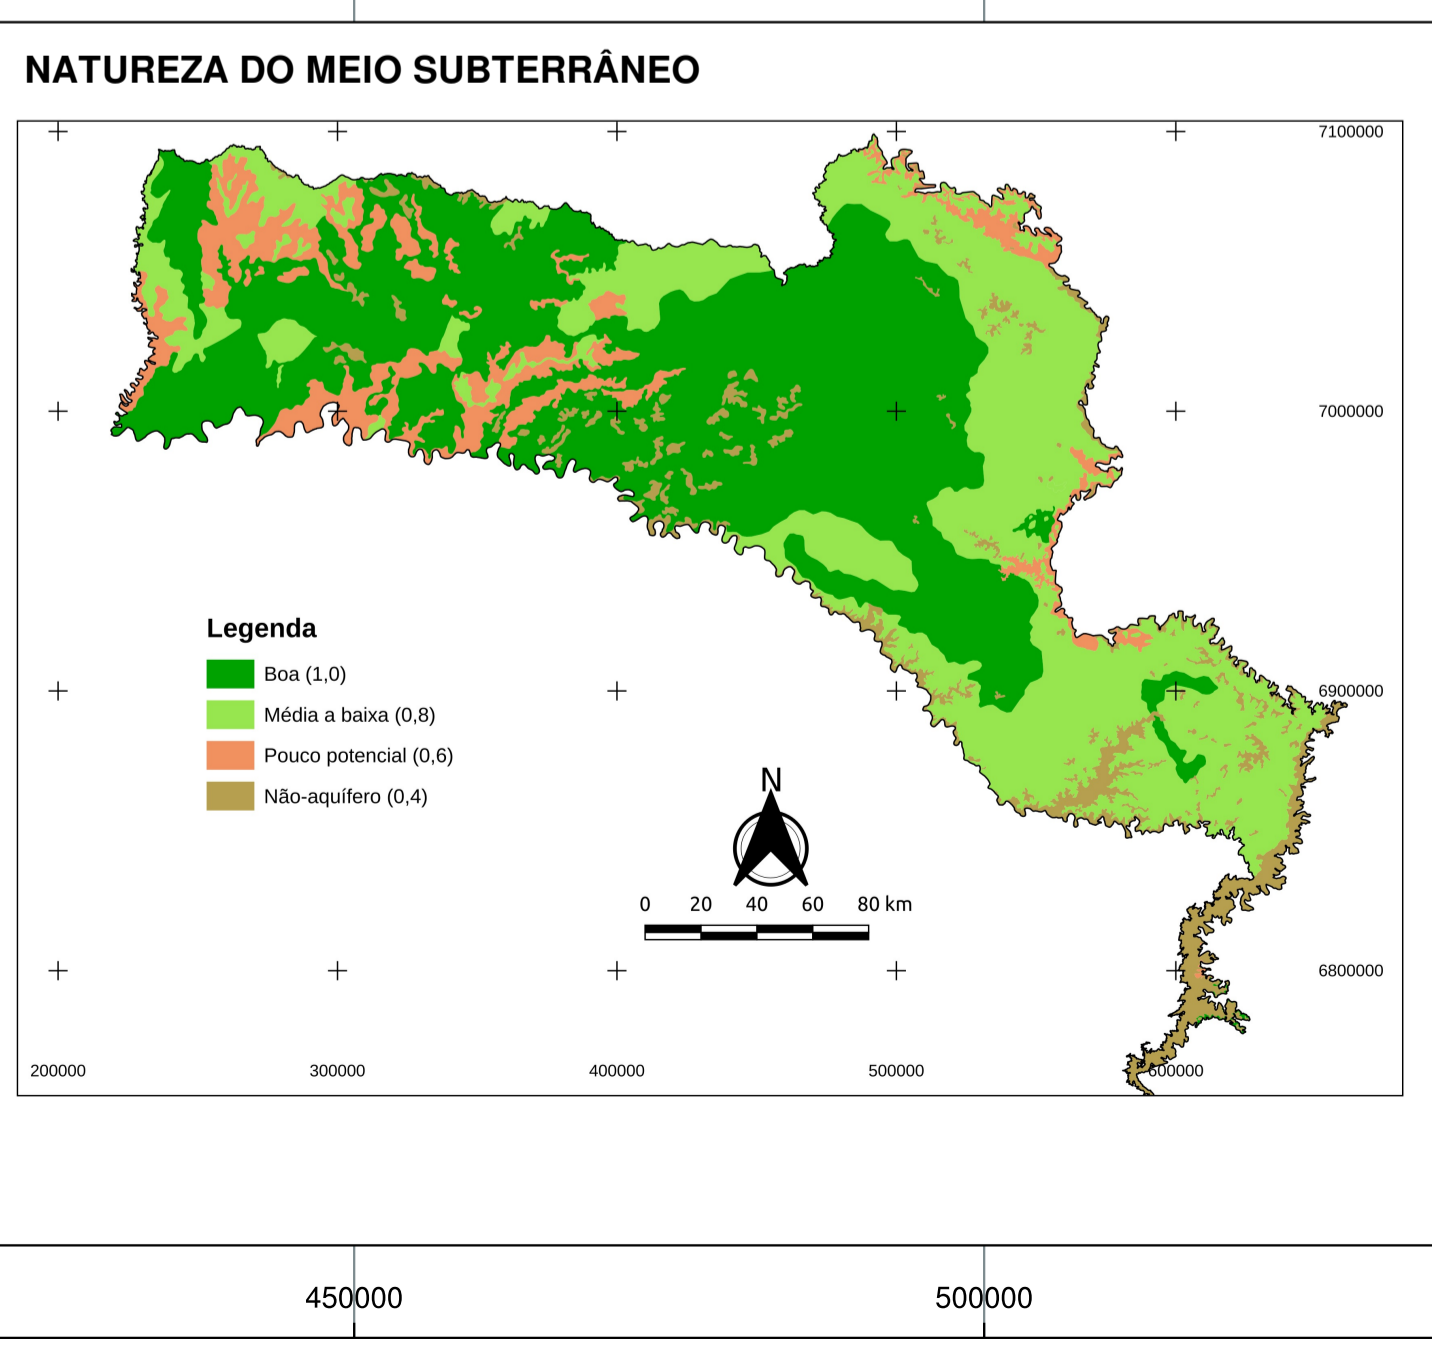 NATUREZA DO MEIO SUBTERRÂNEO
7100000
7000000
Legenda
Boa (1,0)
Média a baixa (0,8)
Pouco potencial (0,6)
Não-aquífero (0,4)
6900000
N
0 20 40 60 80 km
6800000
200000 300000 400000 500000 600000
450000 500000